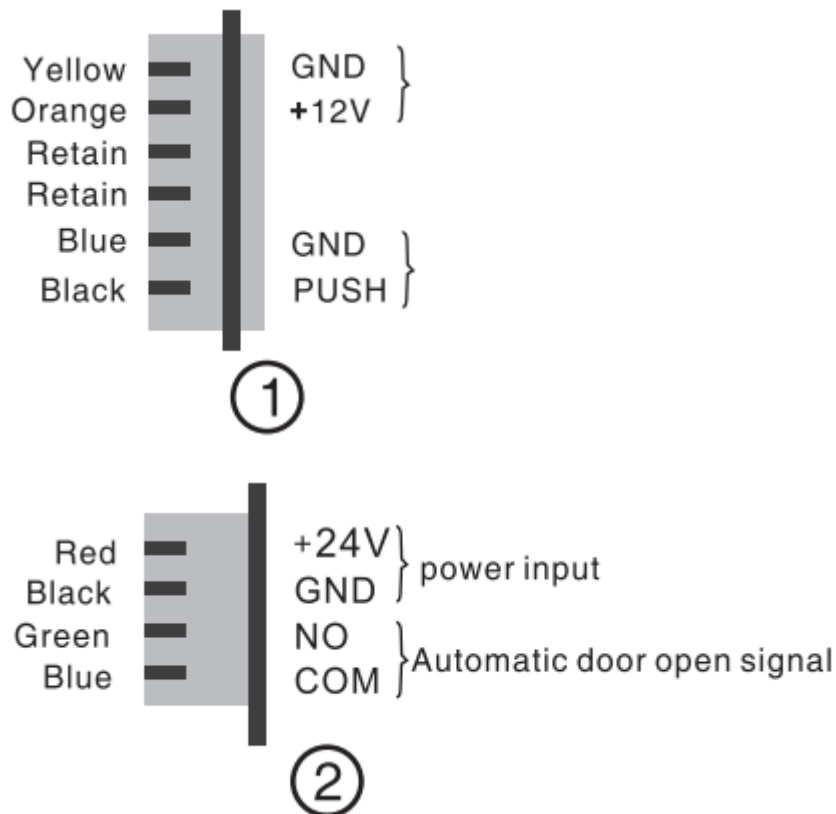 Yellow GND
Orange +12V
Retain
Retain
Blue GND
Black PUSH
1
Red +24V
Black GND
power input
Green NO
Blue COM
Automatic door open signal
2